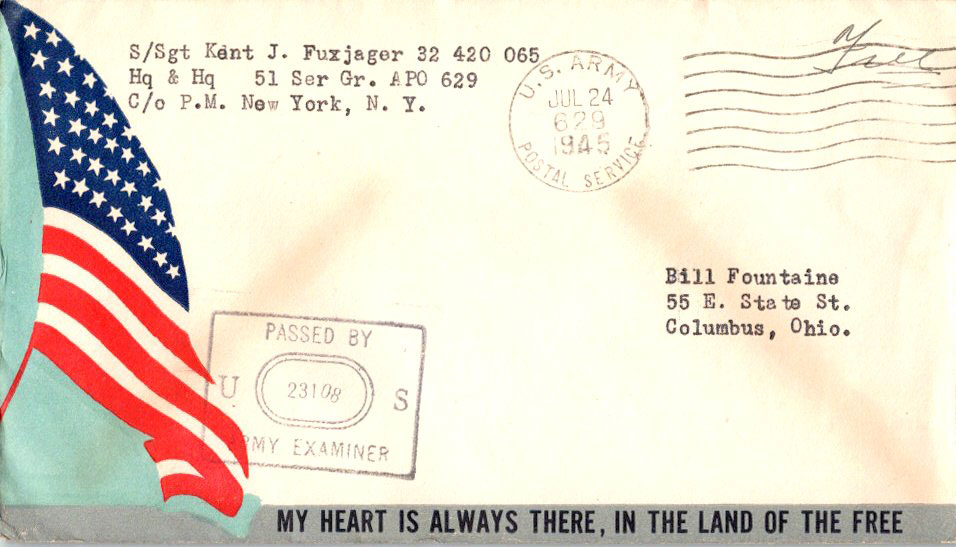 S/Sgt Kent J. Fuxjager 32 420 065
Hq & Hq 51 Ser Gr. APO 629
C/o P.M. New York, N. Y.
U.S. ARMY
JUL 24
629
1945
POSTAL SERVICE
Free
Bill Fountaine
55 E. State St.
Columbus, Ohio.
PASSED BY
U 23108 S
ARMY EXAMINER
MY HEART IS ALWAYS THERE, IN THE LAND OF THE FREE